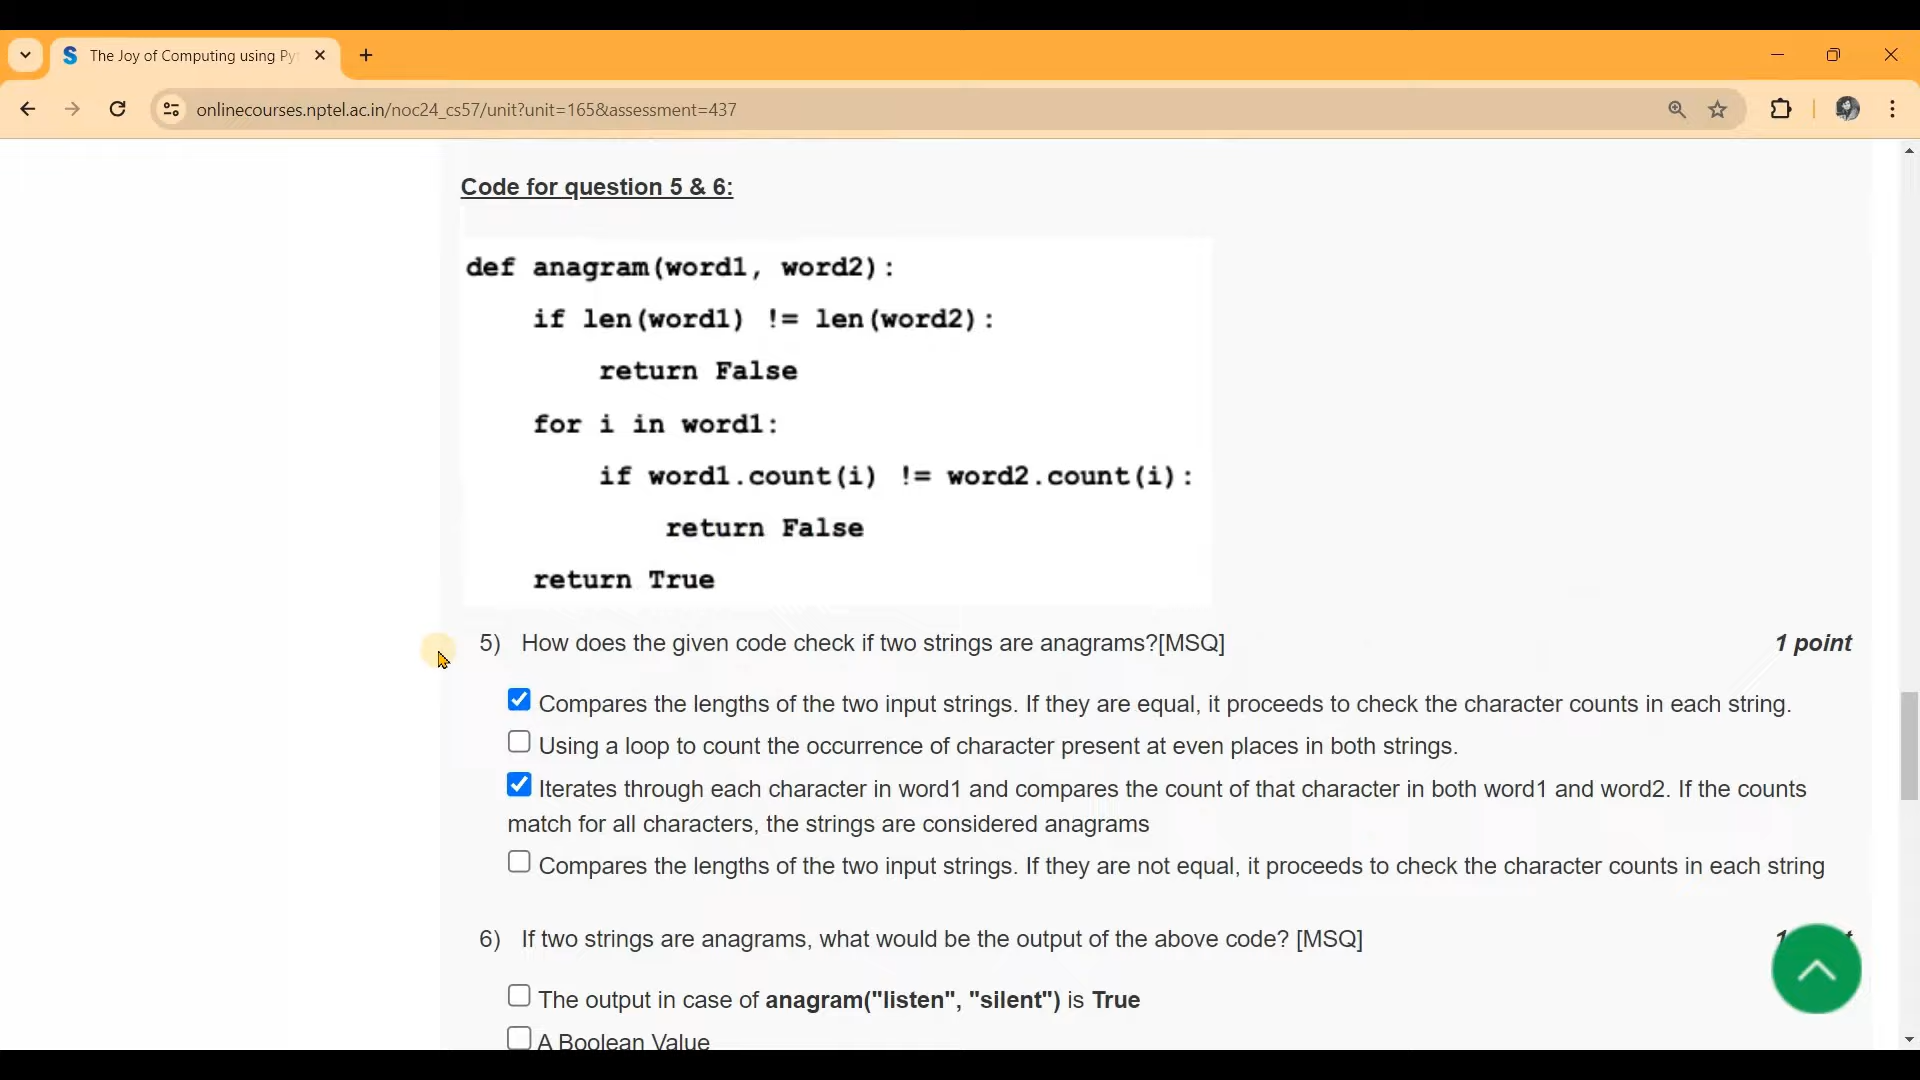 The Joy of Computing using Py
onlinecourses.nptel.ac.in/noc24_cs57/unit?unit=165&assessment=437
Code for question 5 & 6:
def anagram(word1, word2):
if len(word1) != len(word2):
return False
for i in word1:
if word1.count(i) != word2.count(i):
return False
return True
5) How does the given code check if two strings are anagrams?[MSQ] 1 point
Compares the lengths of the two input strings. If they are equal, it proceeds to check the character counts in each string.
Using a loop to count the occurrence of character present at even places in both strings.
Iterates through each character in word1 and compares the count of that character in both word1 and word2. If the counts
match for all characters, the strings are considered anagrams
Compares the lengths of the two input strings. If they are not equal, it proceeds to check the character counts in each string
6) If two strings are anagrams, what would be the output of the above code? [MSQ]
The output in case of anagram("listen", "silent") is True
A Boolean Value